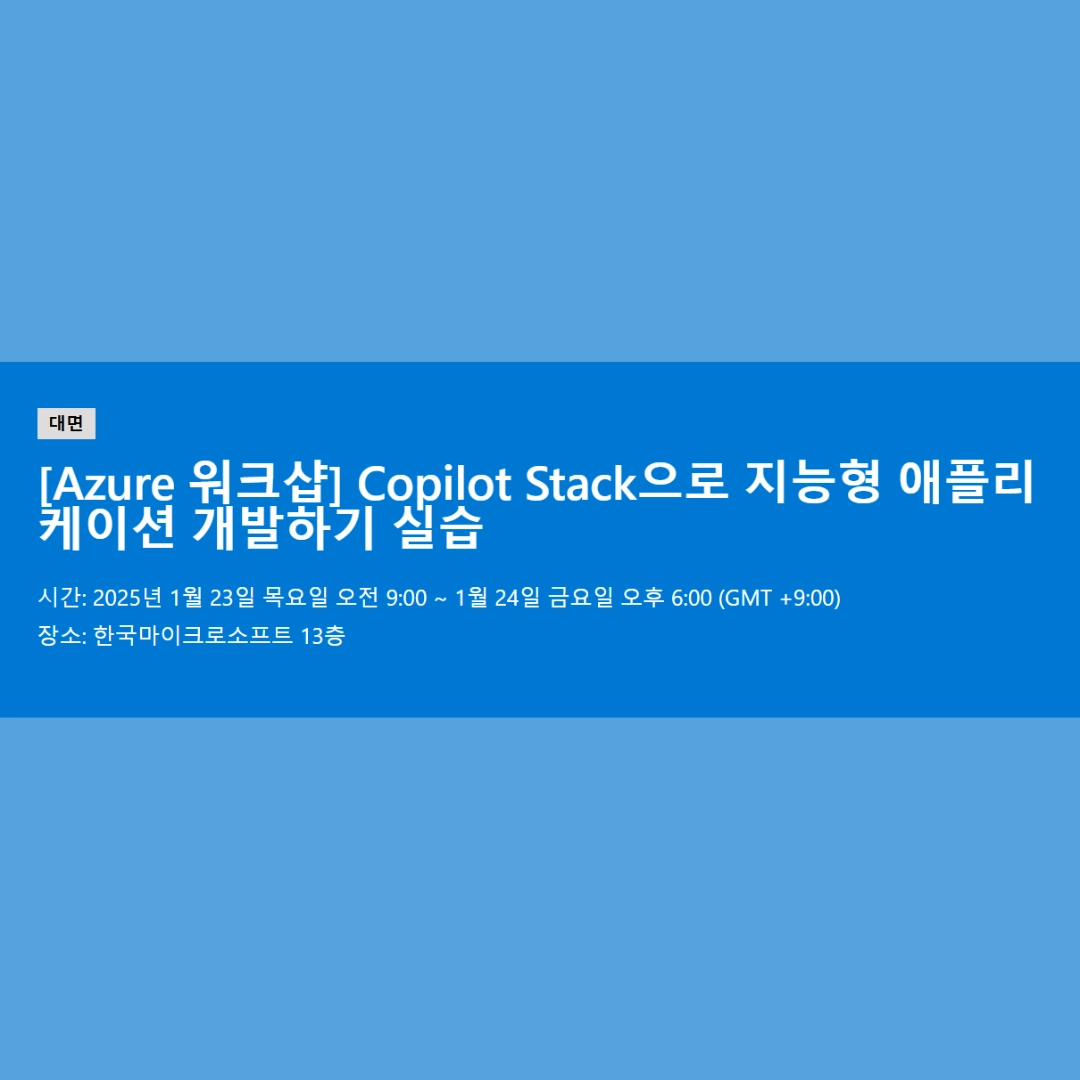 대면
[Azure 워크샵] Copilot Stack으로 지능형 애플리
케이션 개발하기 실습
시간: 2025년 1월 23일 목요일 오전 9:00 ~ 1월 24일 금요일 오후 6:00 (GMT +9:00)
장소: 한국마이크로소프트 13층